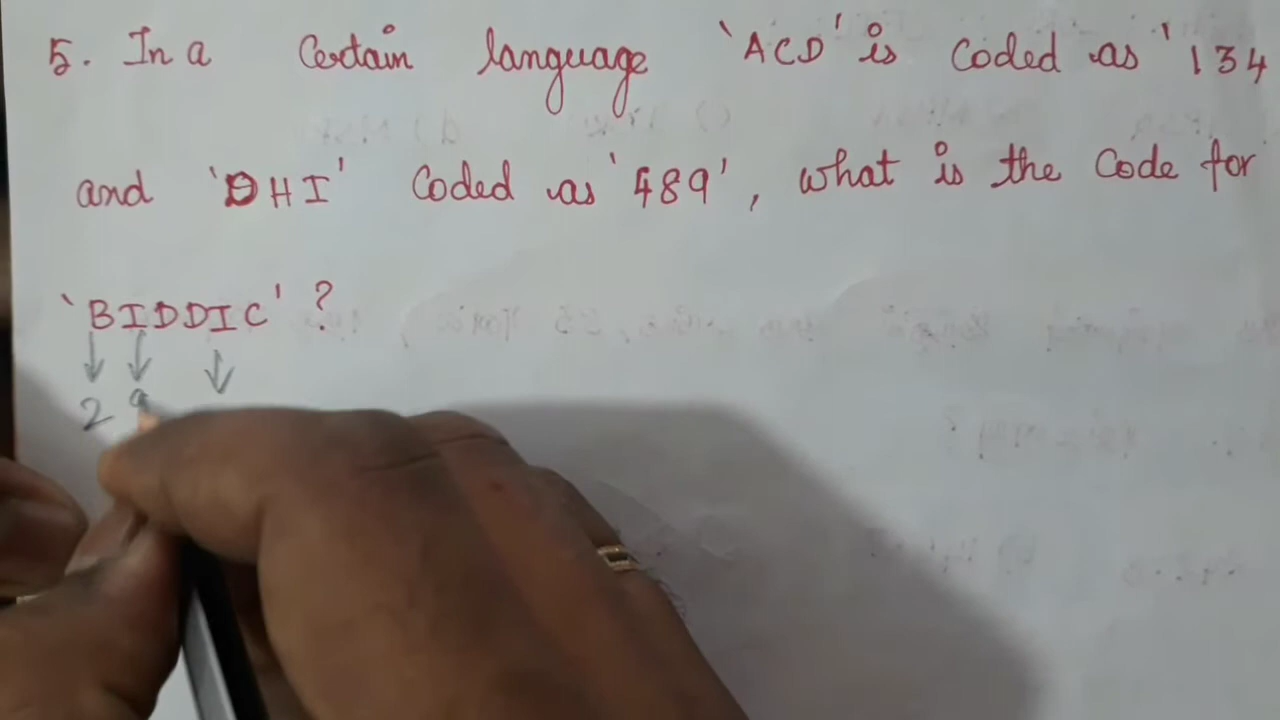 5. In a Certain language 'ACD' is coded as '134
and 'DHI' Coded as '489', what is the Code for
'BIDDIC' ?
2 9